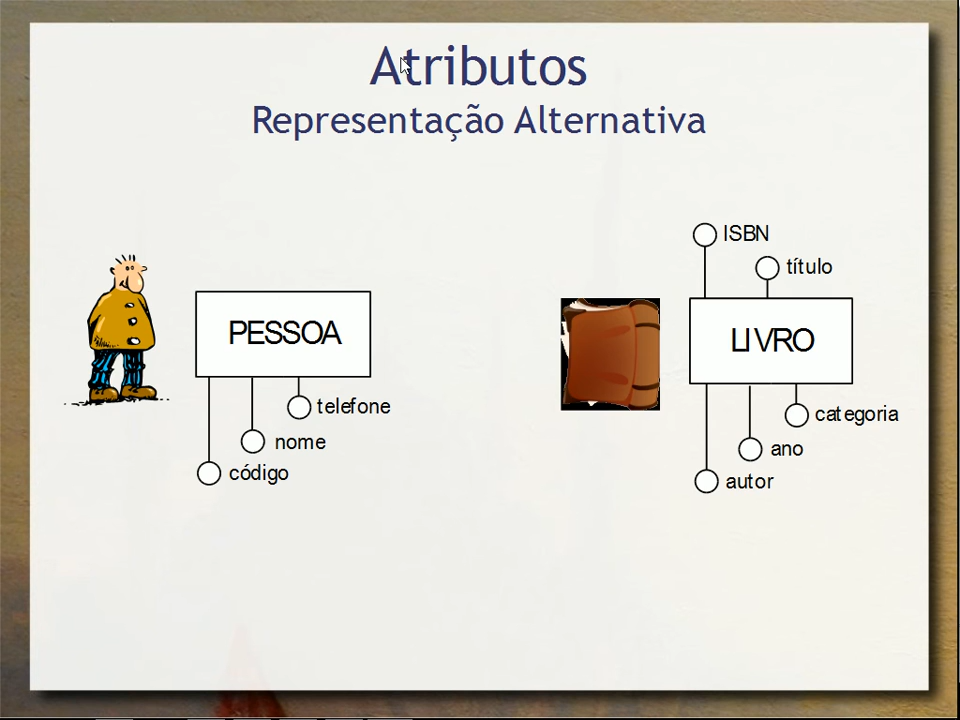 Atributos
Representação Alternativa
PESSOA
telefone
nome
código
ISBN
título
LIVRO
categoria
ano
autor